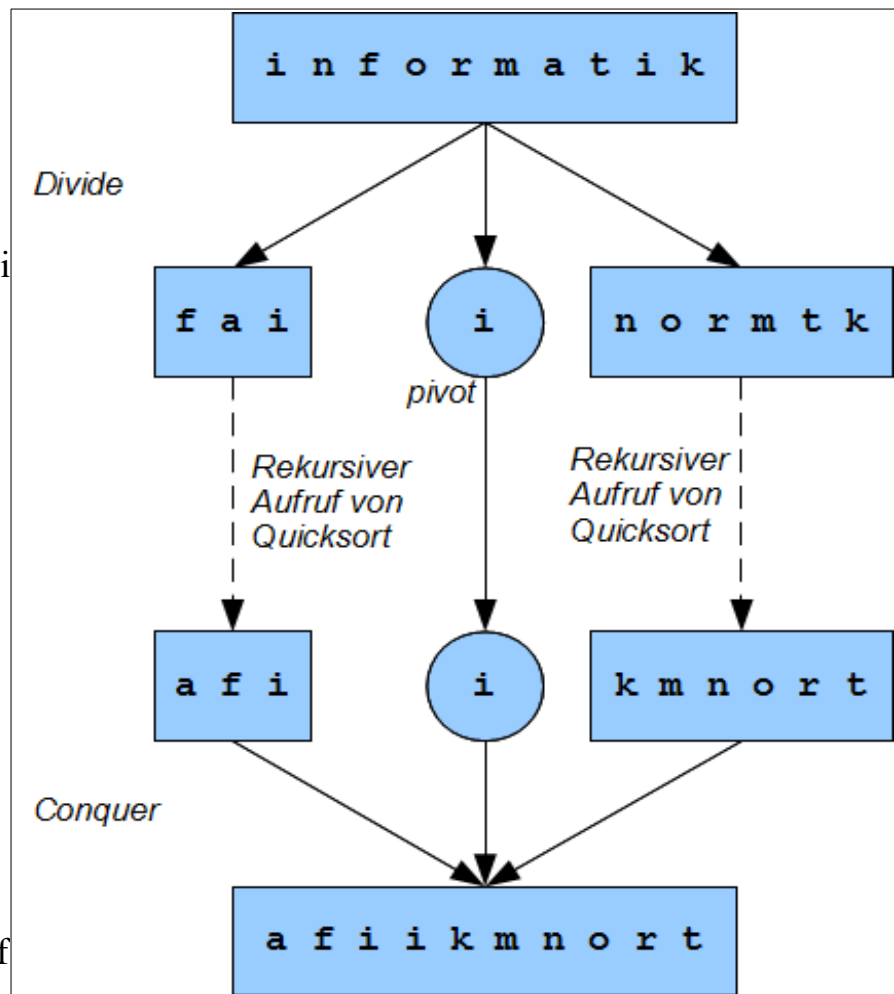 i n f o r m a t i k
Divide
i
f a i
i
n o r m t k
pivot
Rekursiver
Aufruf von
Quicksort
Rekursiver
Aufruf von
Quicksort
a f i
i
k m n o r t
Conquer
f
a f i i k m n o r t